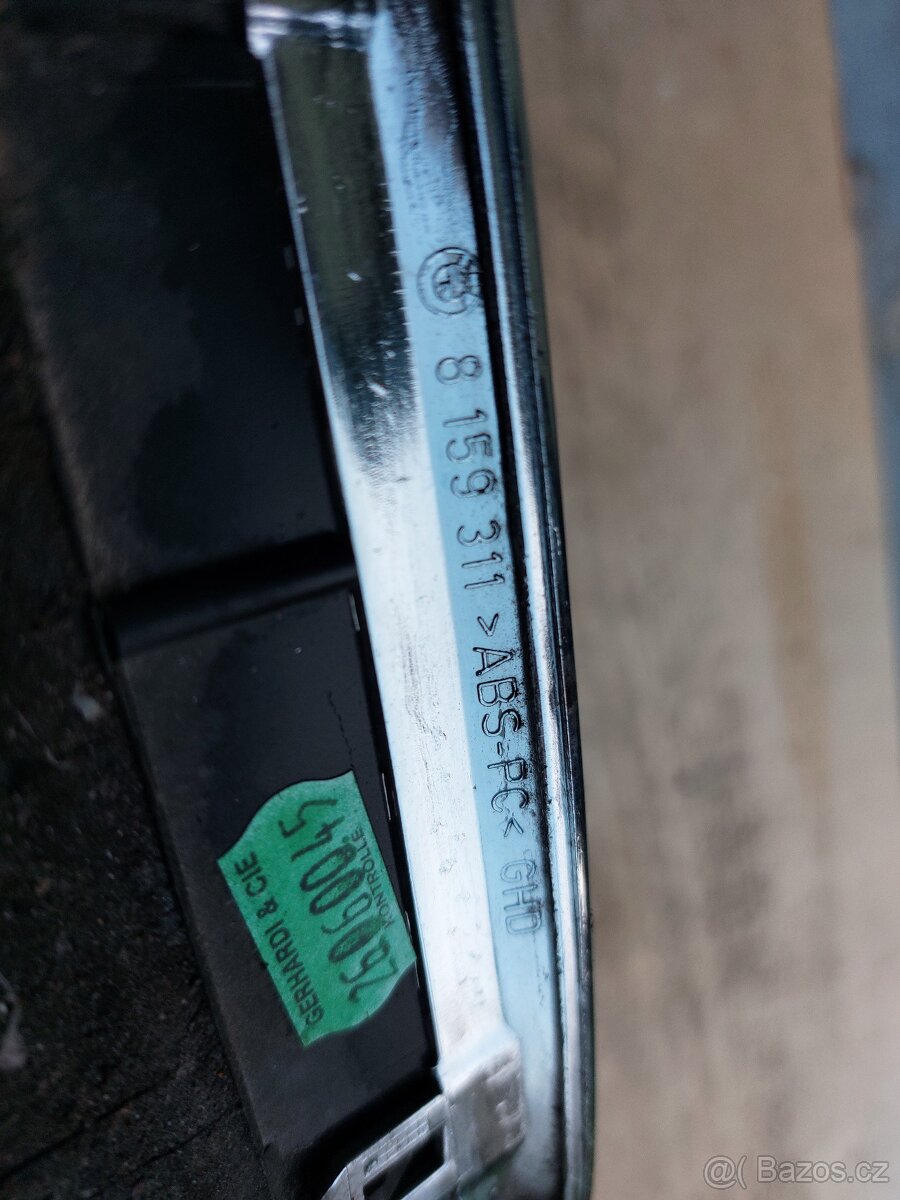 8 159 311 >ABS-PC< GHD
GERHARDI & CIE
26060045
KONTROLLE
@ Bazos.cz